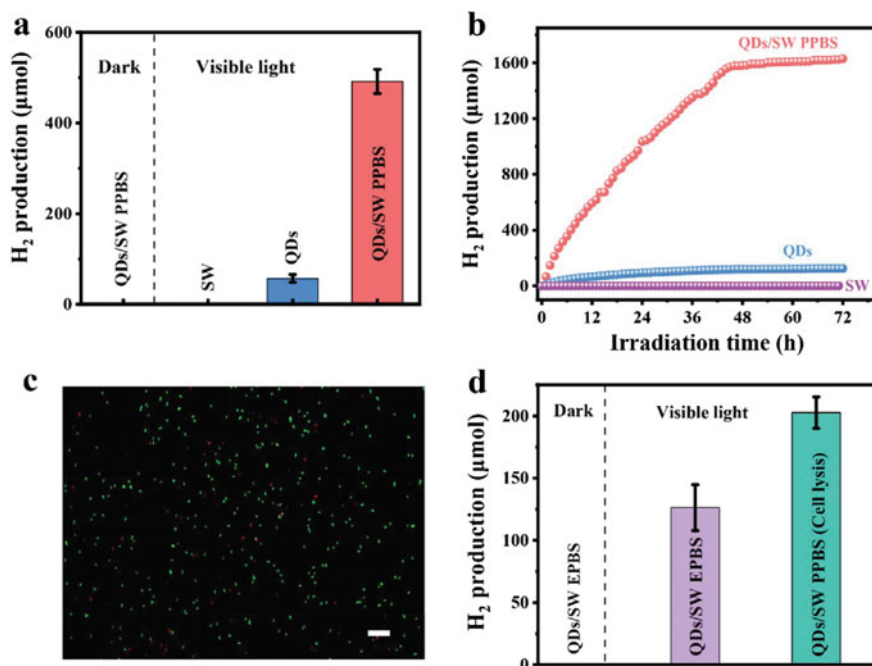 a
600
400
200
0
H₂ production (μmol)
Dark
Visible light
QDs/SW PPBS
SW
QDs
QDs/SW PPBS
b
1600
1200
800
400
0
H₂ production (μmol)
QDs/SW PPBS
QDs
SW
0 12 24 36 48 60 72
Irradiation time (h)
c
d
200
150
100
50
0
H₂ production (μmol)
Dark
Visible light
QDs/SW EPBS
QDs/SW EPBS
QDs/SW PPBS (Cell lysis)